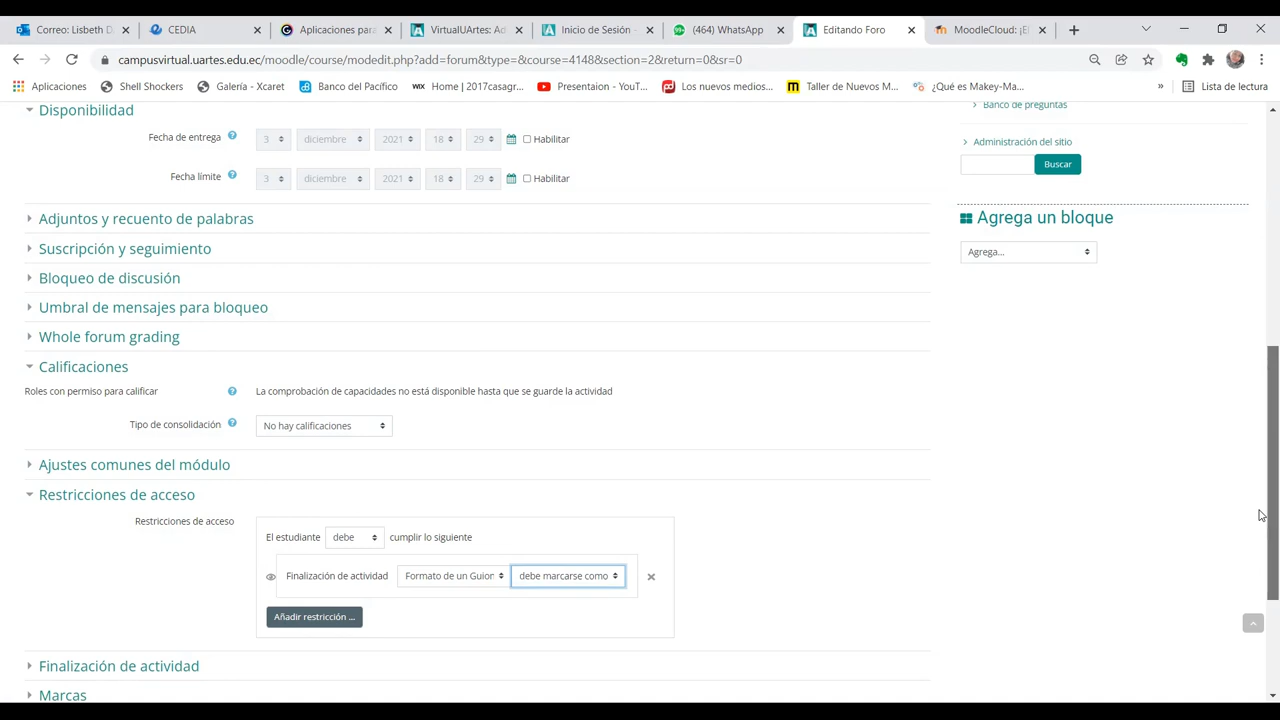 Correo: Lisbeth D
CEDIA
Aplicaciones para
VirtualUArtes: Ad
Inicio de Sesión
(464) WhatsApp
Editando Foro
MoodleCloud: ¡El
campusvirtual.uartes.edu.ec/moodle/course/modedit.php?add=forum&type=&course=4148&section=2&return=0&sr=0
Aplicaciones
Shell Shockers
Galería - Xcaret
Banco del Pacífico
WIX Home | 2017casagr...
Presentaion - YouT...
Los nuevos medios...
Taller de Nuevos M...
¿Qué es Makey-Ma...
»
Lista de lectura
Disponibilidad
Fecha de entrega
3 diciembre 2021 18 29 Habilitar
Fecha límite
3 diciembre 2021 18 29 Habilitar
Adjuntos y recuento de palabras
Suscripción y seguimiento
Bloqueo de discusión
Umbral de mensajes para bloqueo
Whole forum grading
Calificaciones
Roles con permiso para calificar La comprobación de capacidades no está disponible hasta que se guarde la actividad
Tipo de consolidación No hay calificaciones
Ajustes comunes del módulo
Restricciones de acceso
Restricciones de acceso
El estudiante debe cumplir lo siguiente
Finalización de actividad Formato de un Guion debe marcarse como
Añadir restricción ...
Finalización de actividad
Marcas
Banco de preguntas
Administración del sitio
Buscar
Agrega un bloque
Agrega...